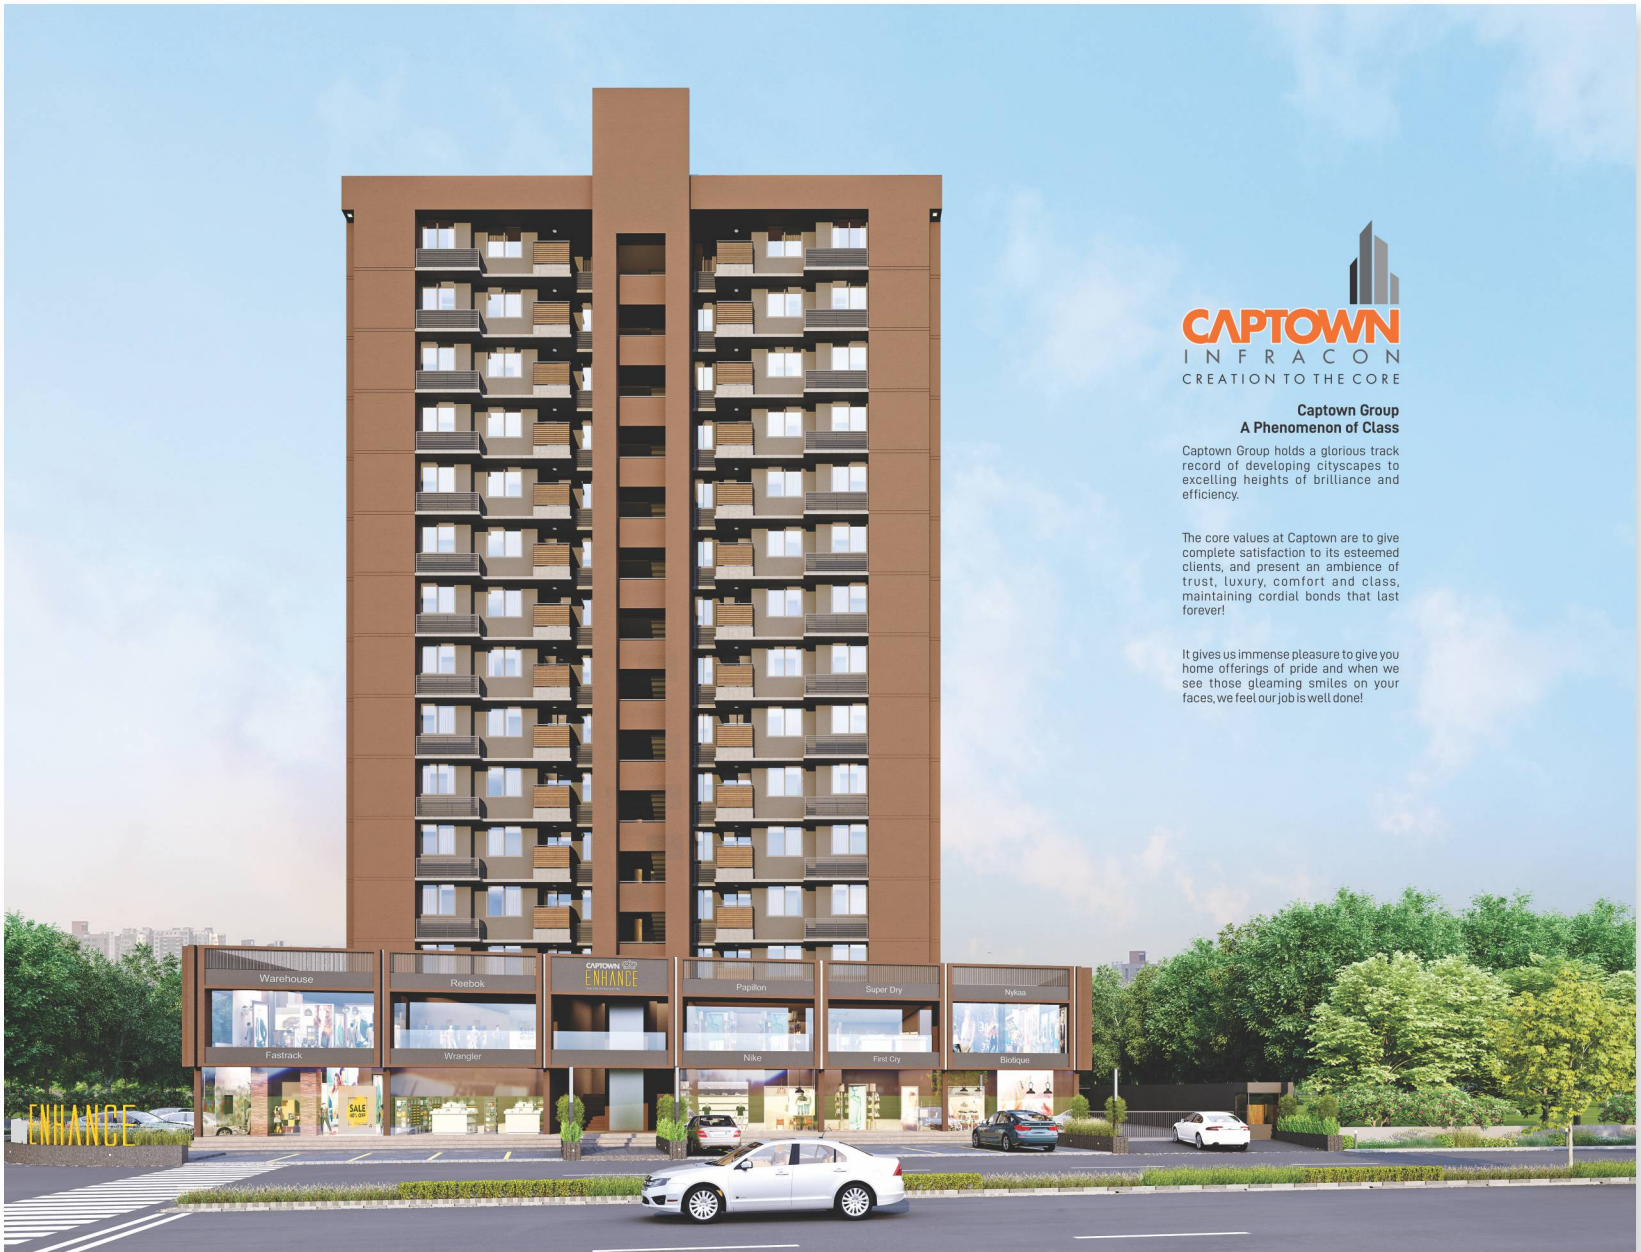 CAPTOWN
INFRACON
CREATION TO THE CORE
Captown Group
A Phenomenon of Class
Captown Group holds a glorious track
record of developing cityscapes to
excelling heights of brilliance and
efficiency.
The core values at Captown are to give
complete satisfaction to its esteemed
clients, and present an ambience of
trust, luxury, comfort and class,
maintaining cordial bonds that last
forever!
It gives us immense pleasure to give you
home offerings of pride and when we
see those gleaming smiles on your
faces, we feel our job is well done!
Warehouse
Reebok
CAPTOWN
ENHANCE
Papillon
Super Dry
Nykaa
Fastrack
Wrangler
Nike
First Cry
Biotique
SALE
ENHANCE